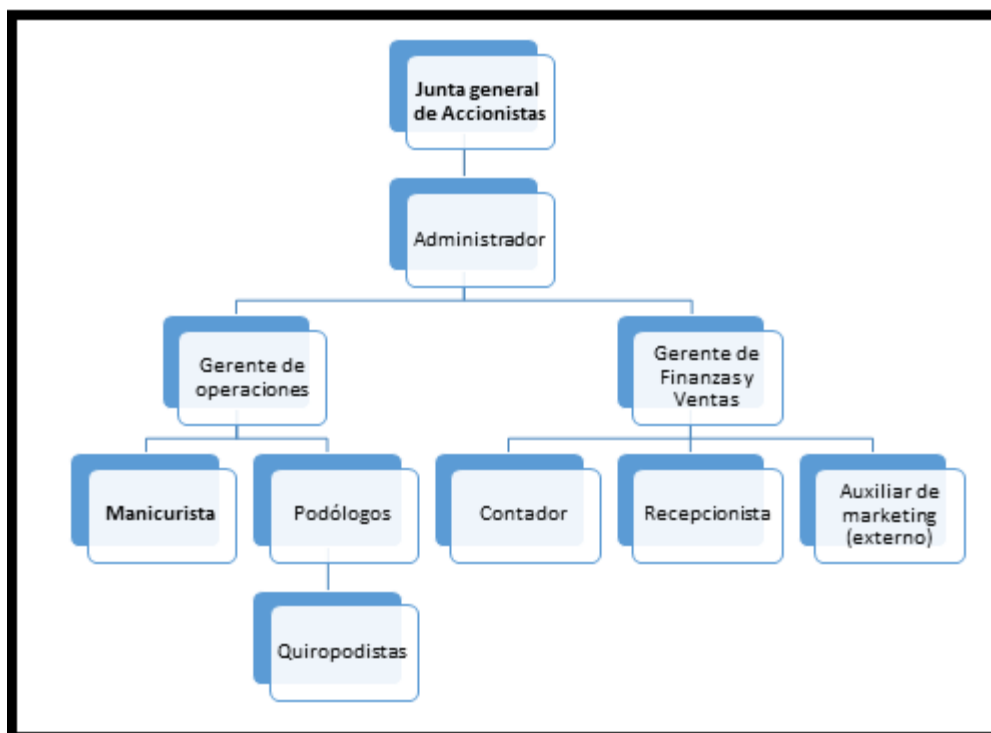 Junta general
de Accionistas
Administrador
Gerente de
operaciones
Gerente de
Finanzas y
Ventas
Manicurista
Podólogos
Contador
Recepcionista
Auxiliar de
marketing
(externo)
Quiropodistas